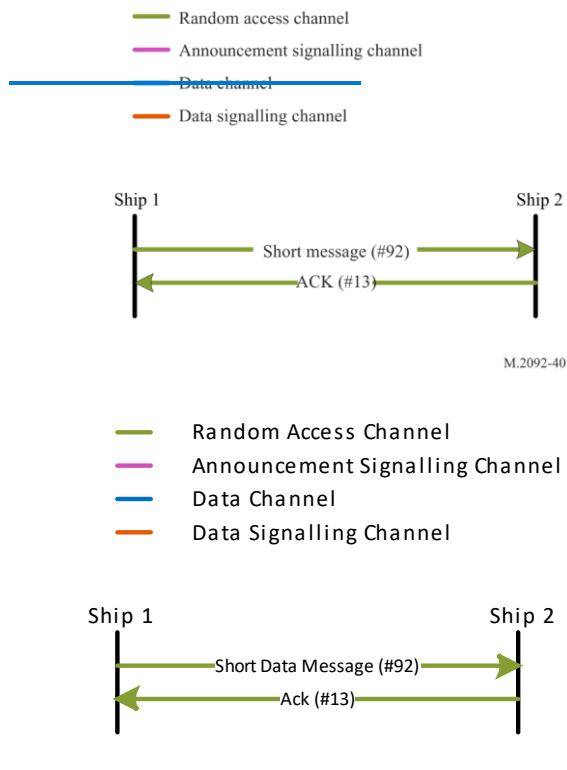 Random access channel
Announcement signalling channel
Data channel
Data signalling channel
Ship 1 Ship 2
Short message (#92)
ACK (#13)
M.2092-40
Random Access Channel
Announcement Signalling Channel
Data Channel
Data Signalling Channel
Ship 1 Ship 2
Short Data Message (#92)
Ack (#13)